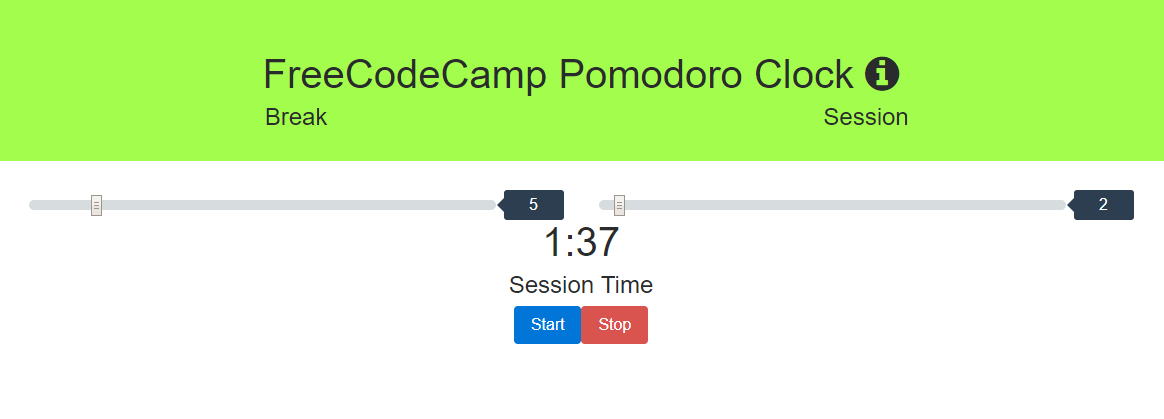 FreeCodeCamp Pomodoro Clock
Break Session
5 2
1:37
Session Time
Start Stop